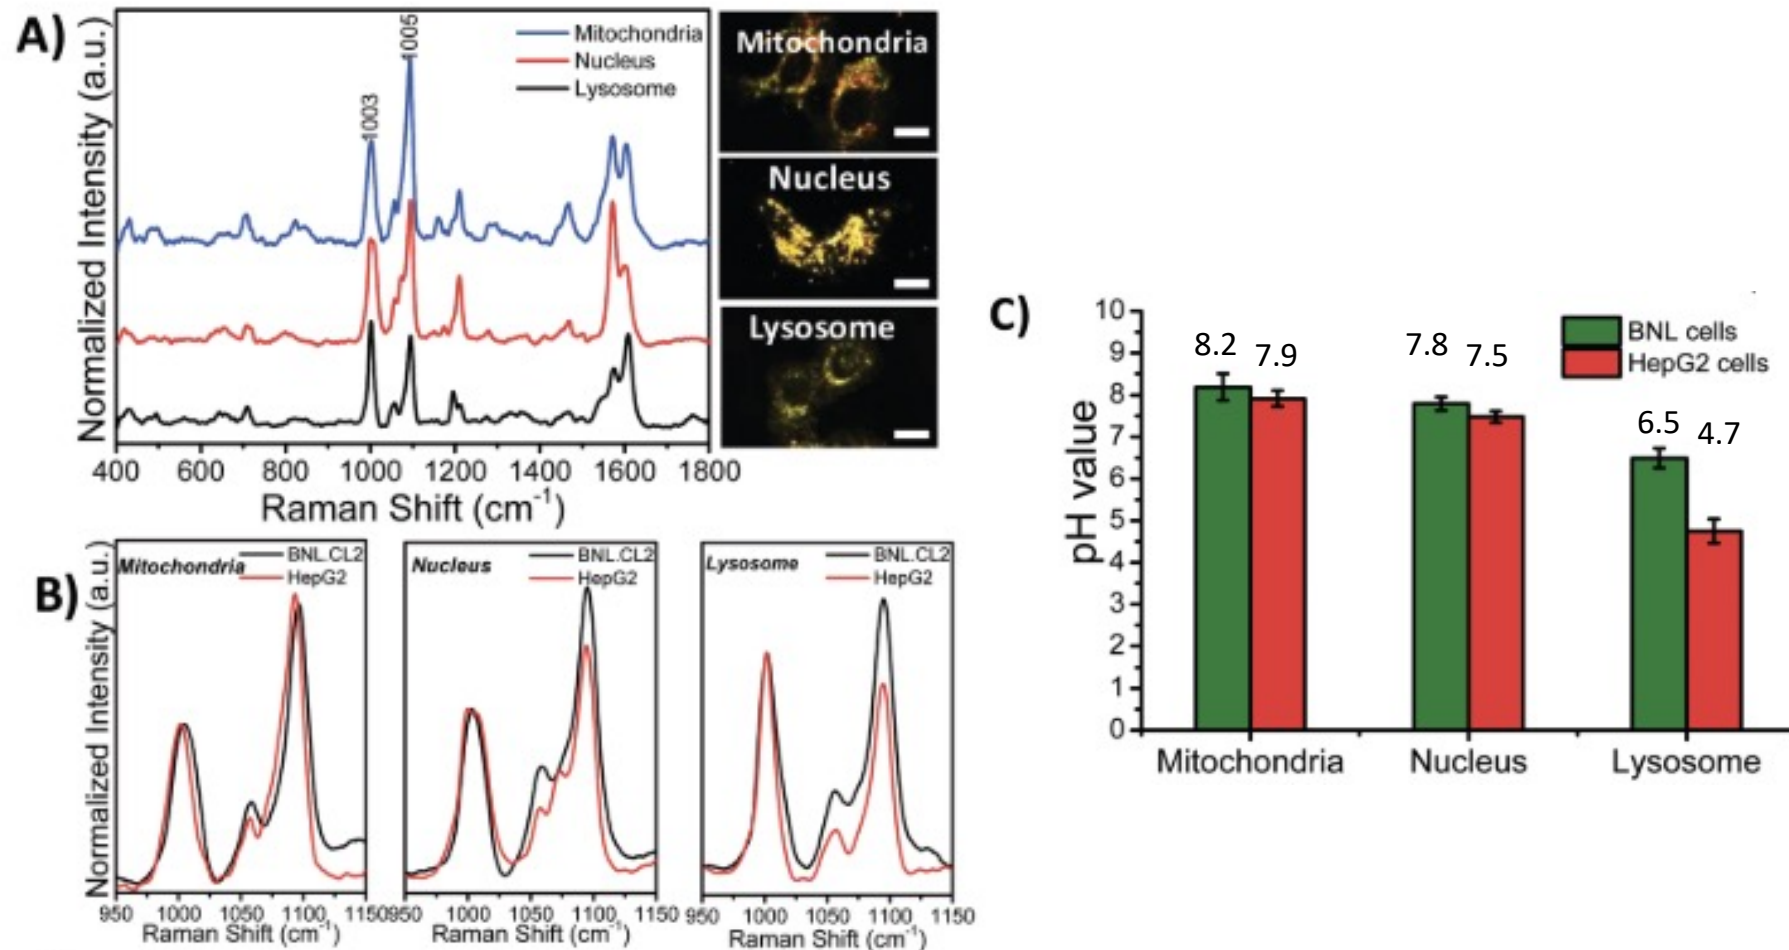 A)
Normalized Intensity (a.u.)
1003
1005
Mitochondria
Nucleus
Lysosome
400 600 800 1000 1200 1400 1600 1800
Raman Shift (cm⁻¹)
Mitochondria
Nucleus
Lysosome
B)
Normalized Intensity (a.u.)
Mitochondria
BNL.CL2
HepG2
950 1000 1050 1100 1150
Raman Shift (cm⁻¹)
Nucleus
BNL.CL2
HepG2
950 1000 1050 1100 1150
Raman Shift (cm⁻¹)
Lysosome
BNL.CL2
HepG2
950 1000 1050 1100 1150
Raman Shift (cm⁻¹)
C)
pH value
10
9
8
7
6
5
4
3
2
1
0
BNL cells
HepG2 cells
8.2 7.9 7.8 7.5 6.5 4.7
Mitochondria Nucleus Lysosome